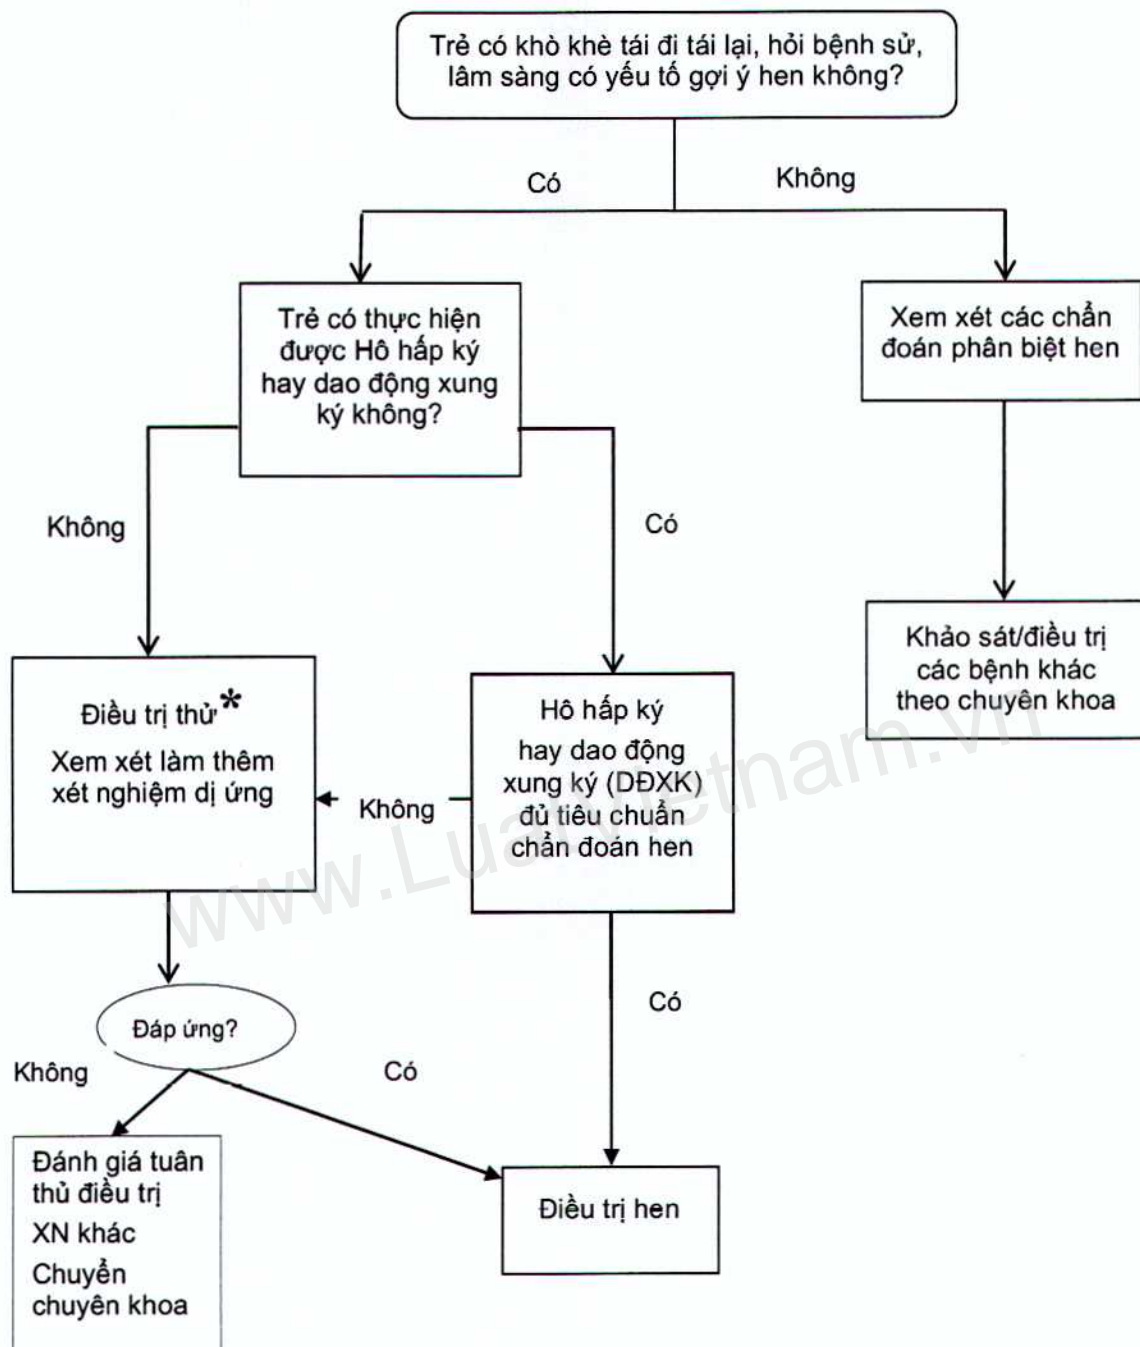 Trẻ có khò khè tái đi tái lại, hỏi bệnh sử,
lâm sàng có yếu tố gợi ý hen không?
Có
Không
Trẻ có thực hiện
được Hô hấp ký
hay dao động xung
ký không?
Xem xét các chẩn
đoán phân biệt hen
Không
Có
Khảo sát/điều trị
các bệnh khác
theo chuyên khoa
Điều trị thử*
Xem xét làm thêm
xét nghiệm dị ứng
Không
Hô hấp ký
hay dao động
xung ký (DĐXK)
đủ tiêu chuẩn
chẩn đoán hen
www.LuatVietnam.vn
Đáp ứng?
Có
Không
Có
Đánh giá tuân
thủ điều trị
XN khác
Chuyển
chuyên khoa
Điều trị hen